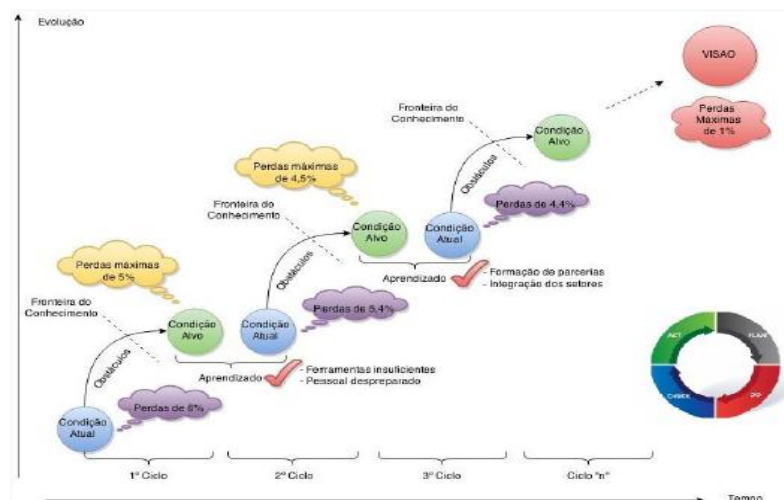 Evolução
VISAO
Perdas
Máximas
de 1%
Fronteira do
Conhecimento
Condição
Alvo
Obstáculos
Perdas máximas
de 4,5%
Perdas de 4,4%
Fronteira do
Conhecimento
Condição
Alvo
Condição
Atual
Obstáculos
Aprendizado
- Formação de parcerias
- Integração dos setores
Perdas máximas
de 5%
Perdas de 5,4%
Fronteira do
Conhecimento
Condição
Alvo
Condição
Atual
Obstáculos
Aprendizado
- Ferramentas insuficientes
- Pessoal despreparado
ACT
PLAN
CHECK
DO
Condição
Atual
Perdas de 6%
1º Ciclo
2º Ciclo
3º Ciclo
Ciclo "n"
Tempo